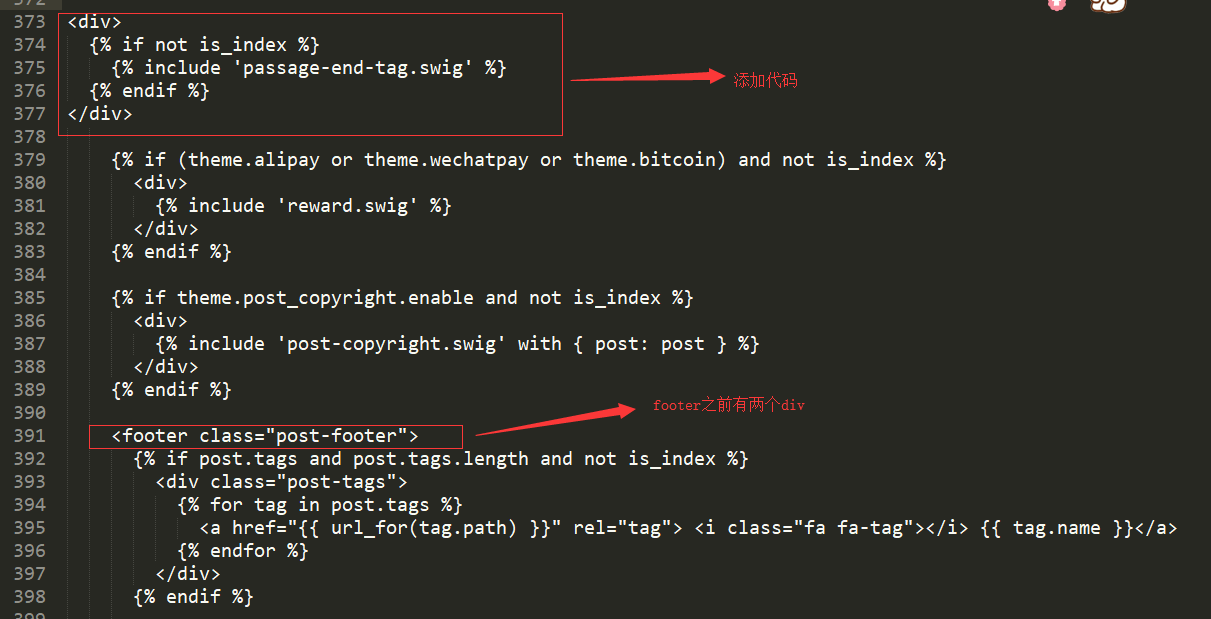 372
373 <div>
374 {% if not is_index %}
375 {% include 'passage-end-tag.swig' %}
添加代码
376 {% endif %}
377 </div>
378
379 {% if (theme.alipay or theme.wechatpay or theme.bitcoin) and not is_index %}
380 <div>
381 {% include 'reward.swig' %}
382 </div>
383 {% endif %}
384
385 {% if theme.post_copyright.enable and not is_index %}
386 <div>
387 {% include 'post-copyright.swig' with { post: post } %}
388 </div>
389 {% endif %}
390
footer之前有两个div
391 <footer class="post-footer">
392 {% if post.tags and post.tags.length and not is_index %}
393 <div class="post-tags">
394 {% for tag in post.tags %}
395 <a href="{{ url_for(tag.path) }}" rel="tag"> <i class="fa fa-tag"></i> {{ tag.name }}</a>
396 {% endfor %}
397 </div>
398 {% endif %}
399